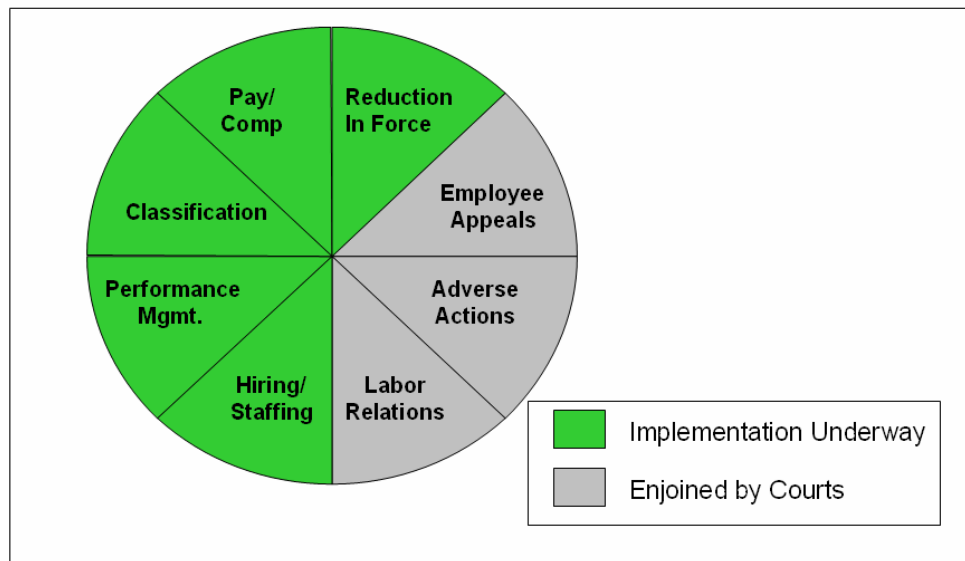 Pay/
Comp
Reduction
In Force
Classification
Employee
Appeals
Performance
Mgmt.
Adverse
Actions
Hiring/
Staffing
Labor
Relations
Implementation Underway
Enjoined by Courts